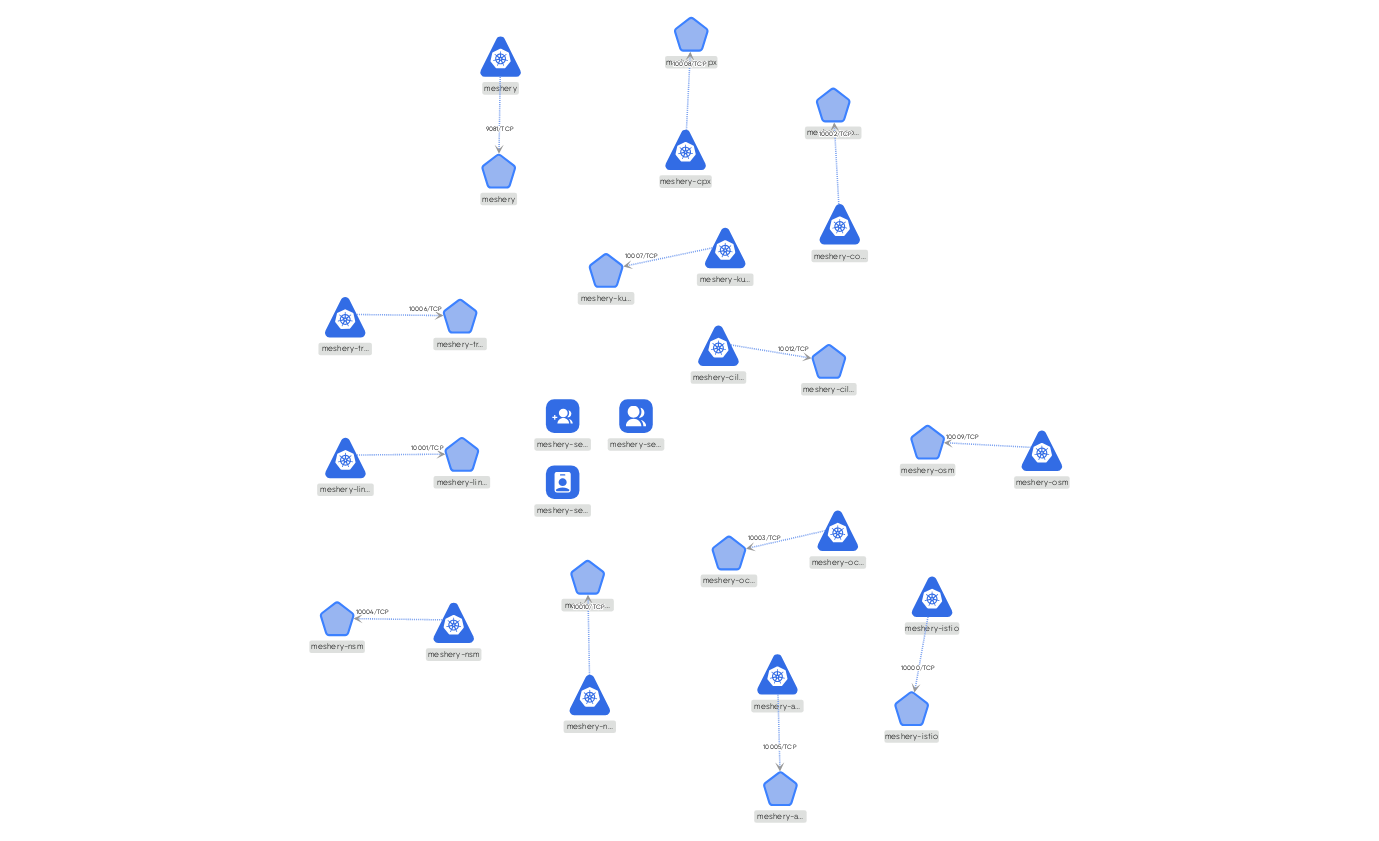 meshery
9081/TCP
meshery
10008/TCP
meshery-cpx
10002/TCP
meshery-co...
10007/TCP
meshery-ku...
meshery-ku...
10006/TCP
meshery-tr...
meshery-tr...
10012/TCP
meshery-cil...
meshery-cil...
meshery-se...
meshery-se...
meshery-se...
10001/TCP
meshery-lin...
meshery-lin...
10009/TCP
meshery-osm
meshery-osm
10003/TCP
meshery-oc...
meshery-oc...
10004/TCP
meshery-nsm
meshery-nsm
10010/TCP
meshery-n...
meshery-istio
10000/TCP
meshery-istio
meshery-a...
10005/TCP
meshery-a...